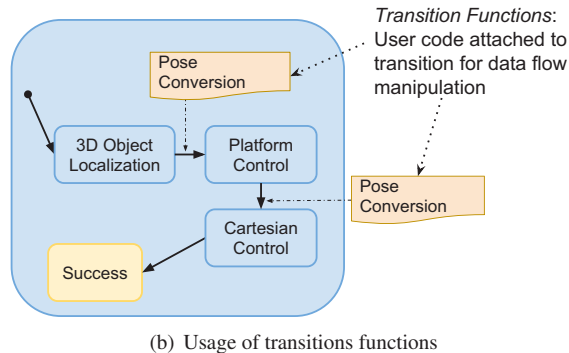 Transition Functions:
User code attached to
transition for data flow
manipulation
Pose
Conversion
3D Object
Localization
Platform
Control
Pose
Conversion
Cartesian
Control
Success
(b) Usage of transitions functions